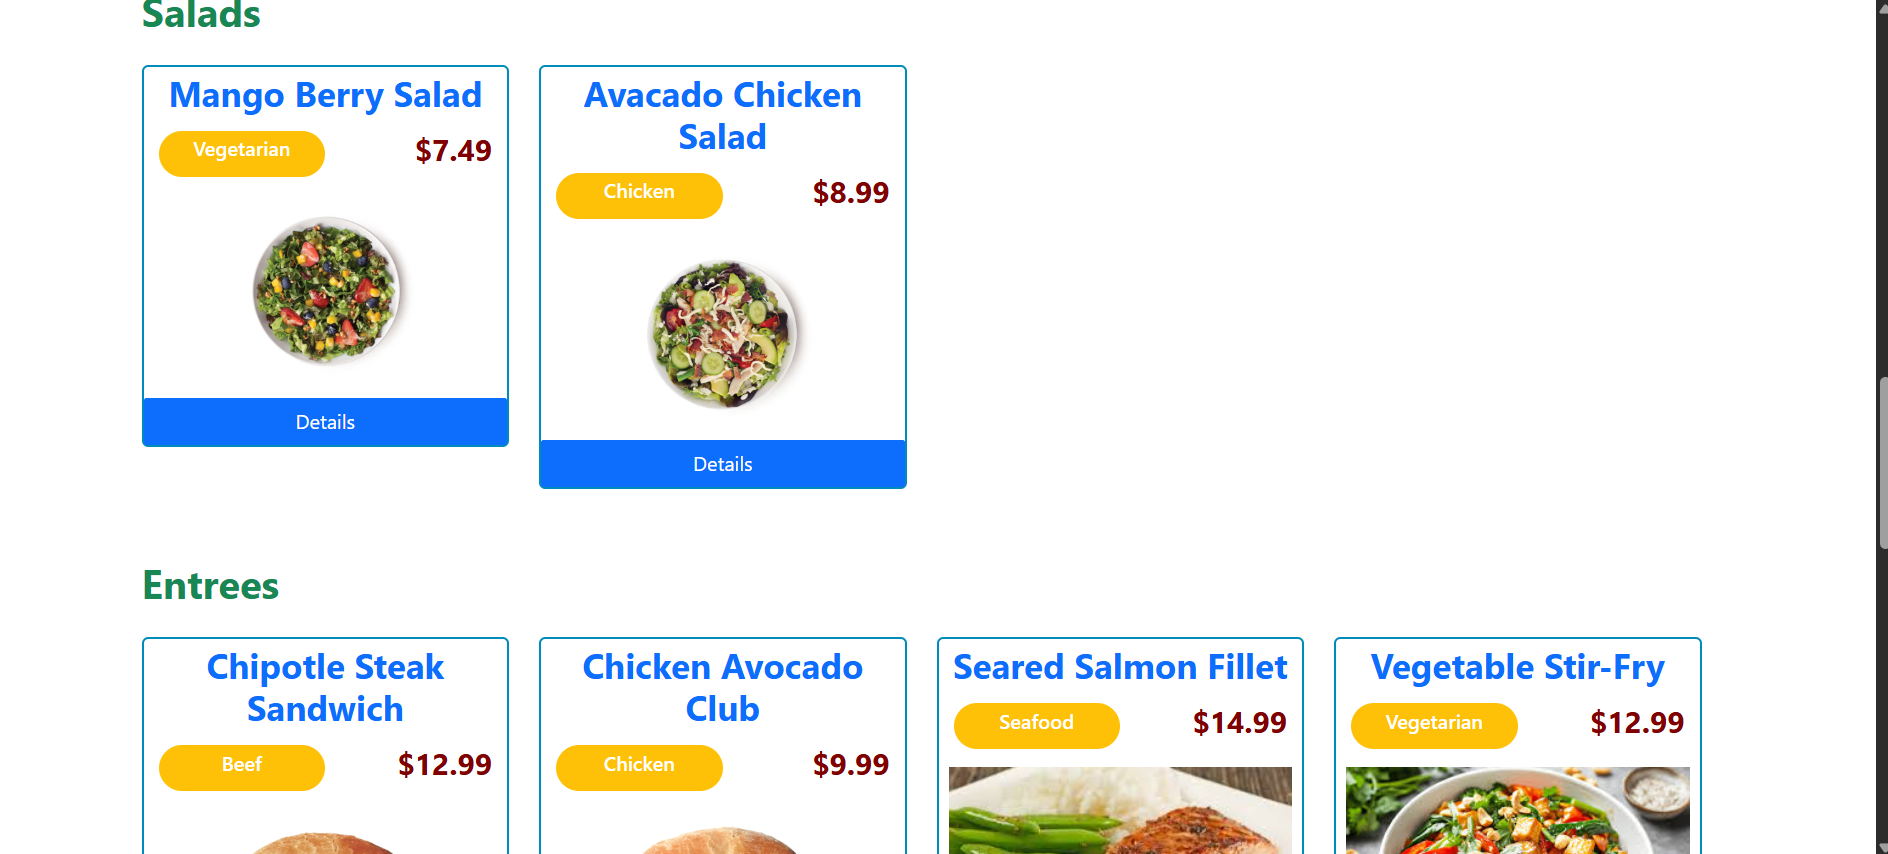 Salads
Mango Berry Salad
Vegetarian
$7.49
Details
Avacado Chicken
Salad
Chicken
$8.99
Details
Entrees
Chipotle Steak
Sandwich
Beef
$12.99
Chicken Avocado
Club
Chicken
$9.99
Seared Salmon Fillet
Seafood
$14.99
Vegetable Stir-Fry
Vegetarian
$12.99